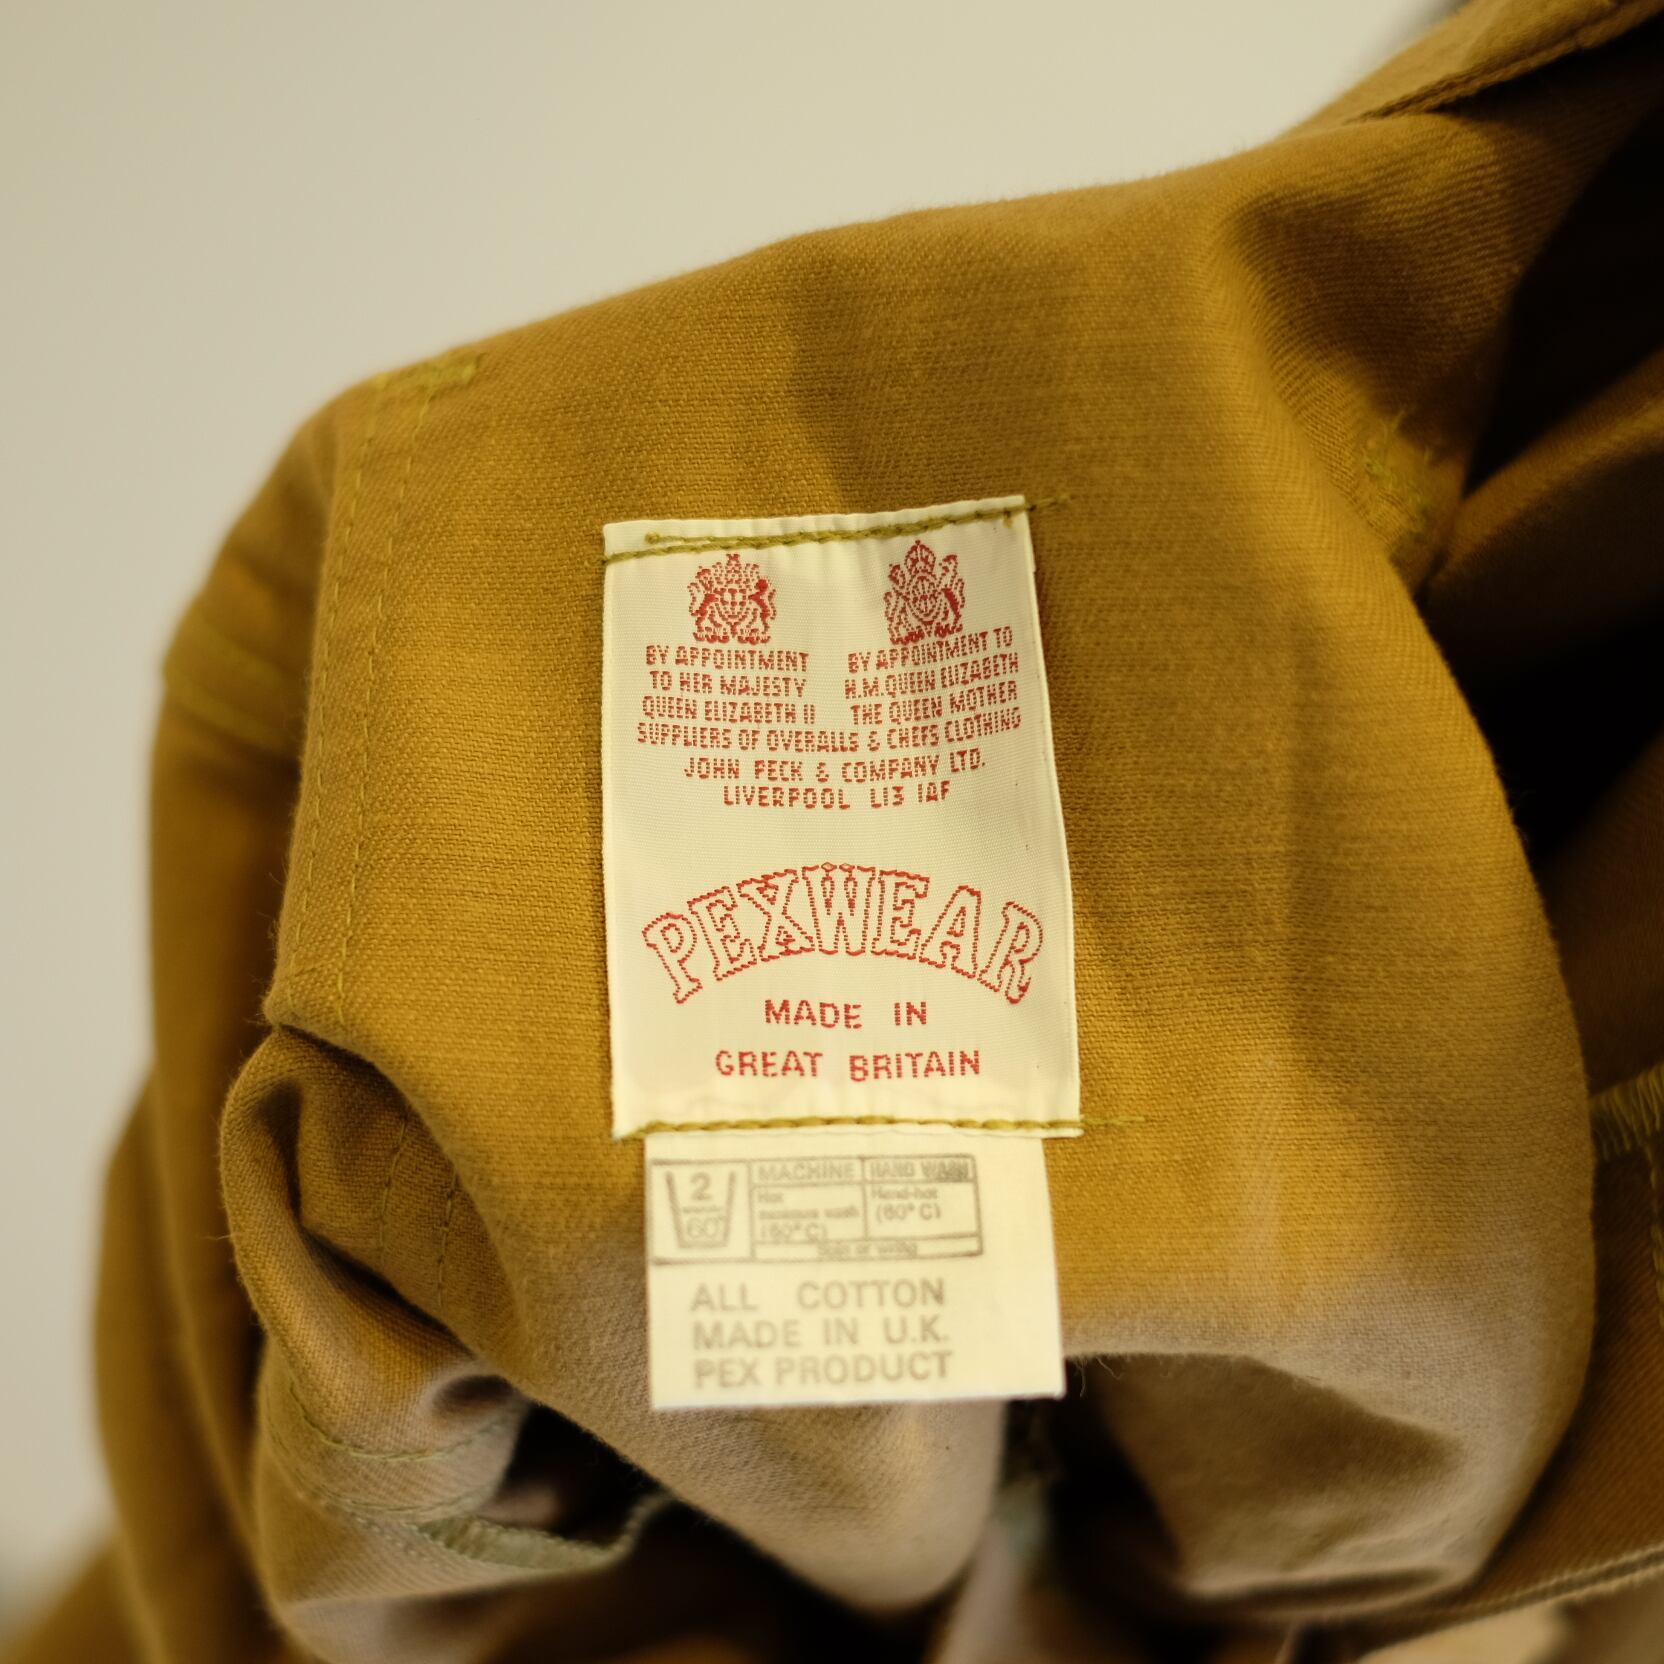 BY APPOINTMENT
TO HER MAJESTY
QUEEN ELIZABETH II
BY APPOINTMENT TO
H.M. QUEEN ELIZABETH
THE QUEEN MOTHER
SUPPLIERS OF OVERALLS & CHEFS CLOTHING
JOHN PECK & COMPANY LTD.
LIVERPOOL L13 1AF
PEXWEAR
MADE IN
GREAT BRITAIN
2
60°
MACHINE
Hot
wash
(60°C)
HAND WASH
Hand-hot
(60°C)
ALL COTTON
MADE IN U.K.
PEX PRODUCT